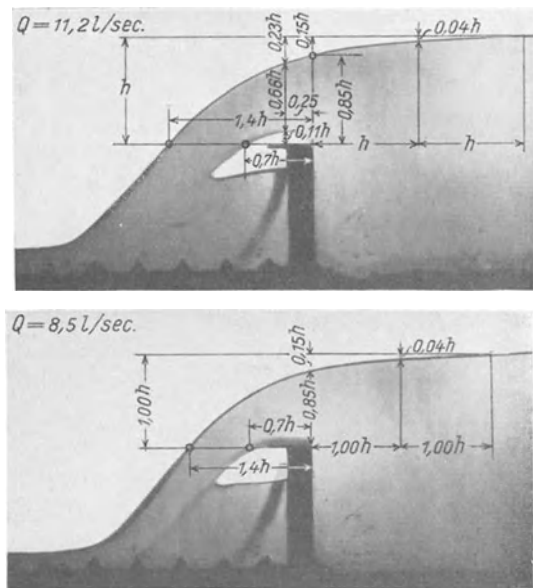 Q = 11,2 l/sec.
0,23h
0,15h
0,04h
h
0,66h
0,25
0,85h
1,4h
0,11h
0,7h
h
h
Q = 8,5 l/sec.
0,15h
0,04h
1,00h
0,85h
0,7h
1,00h
1,00h
1,4h